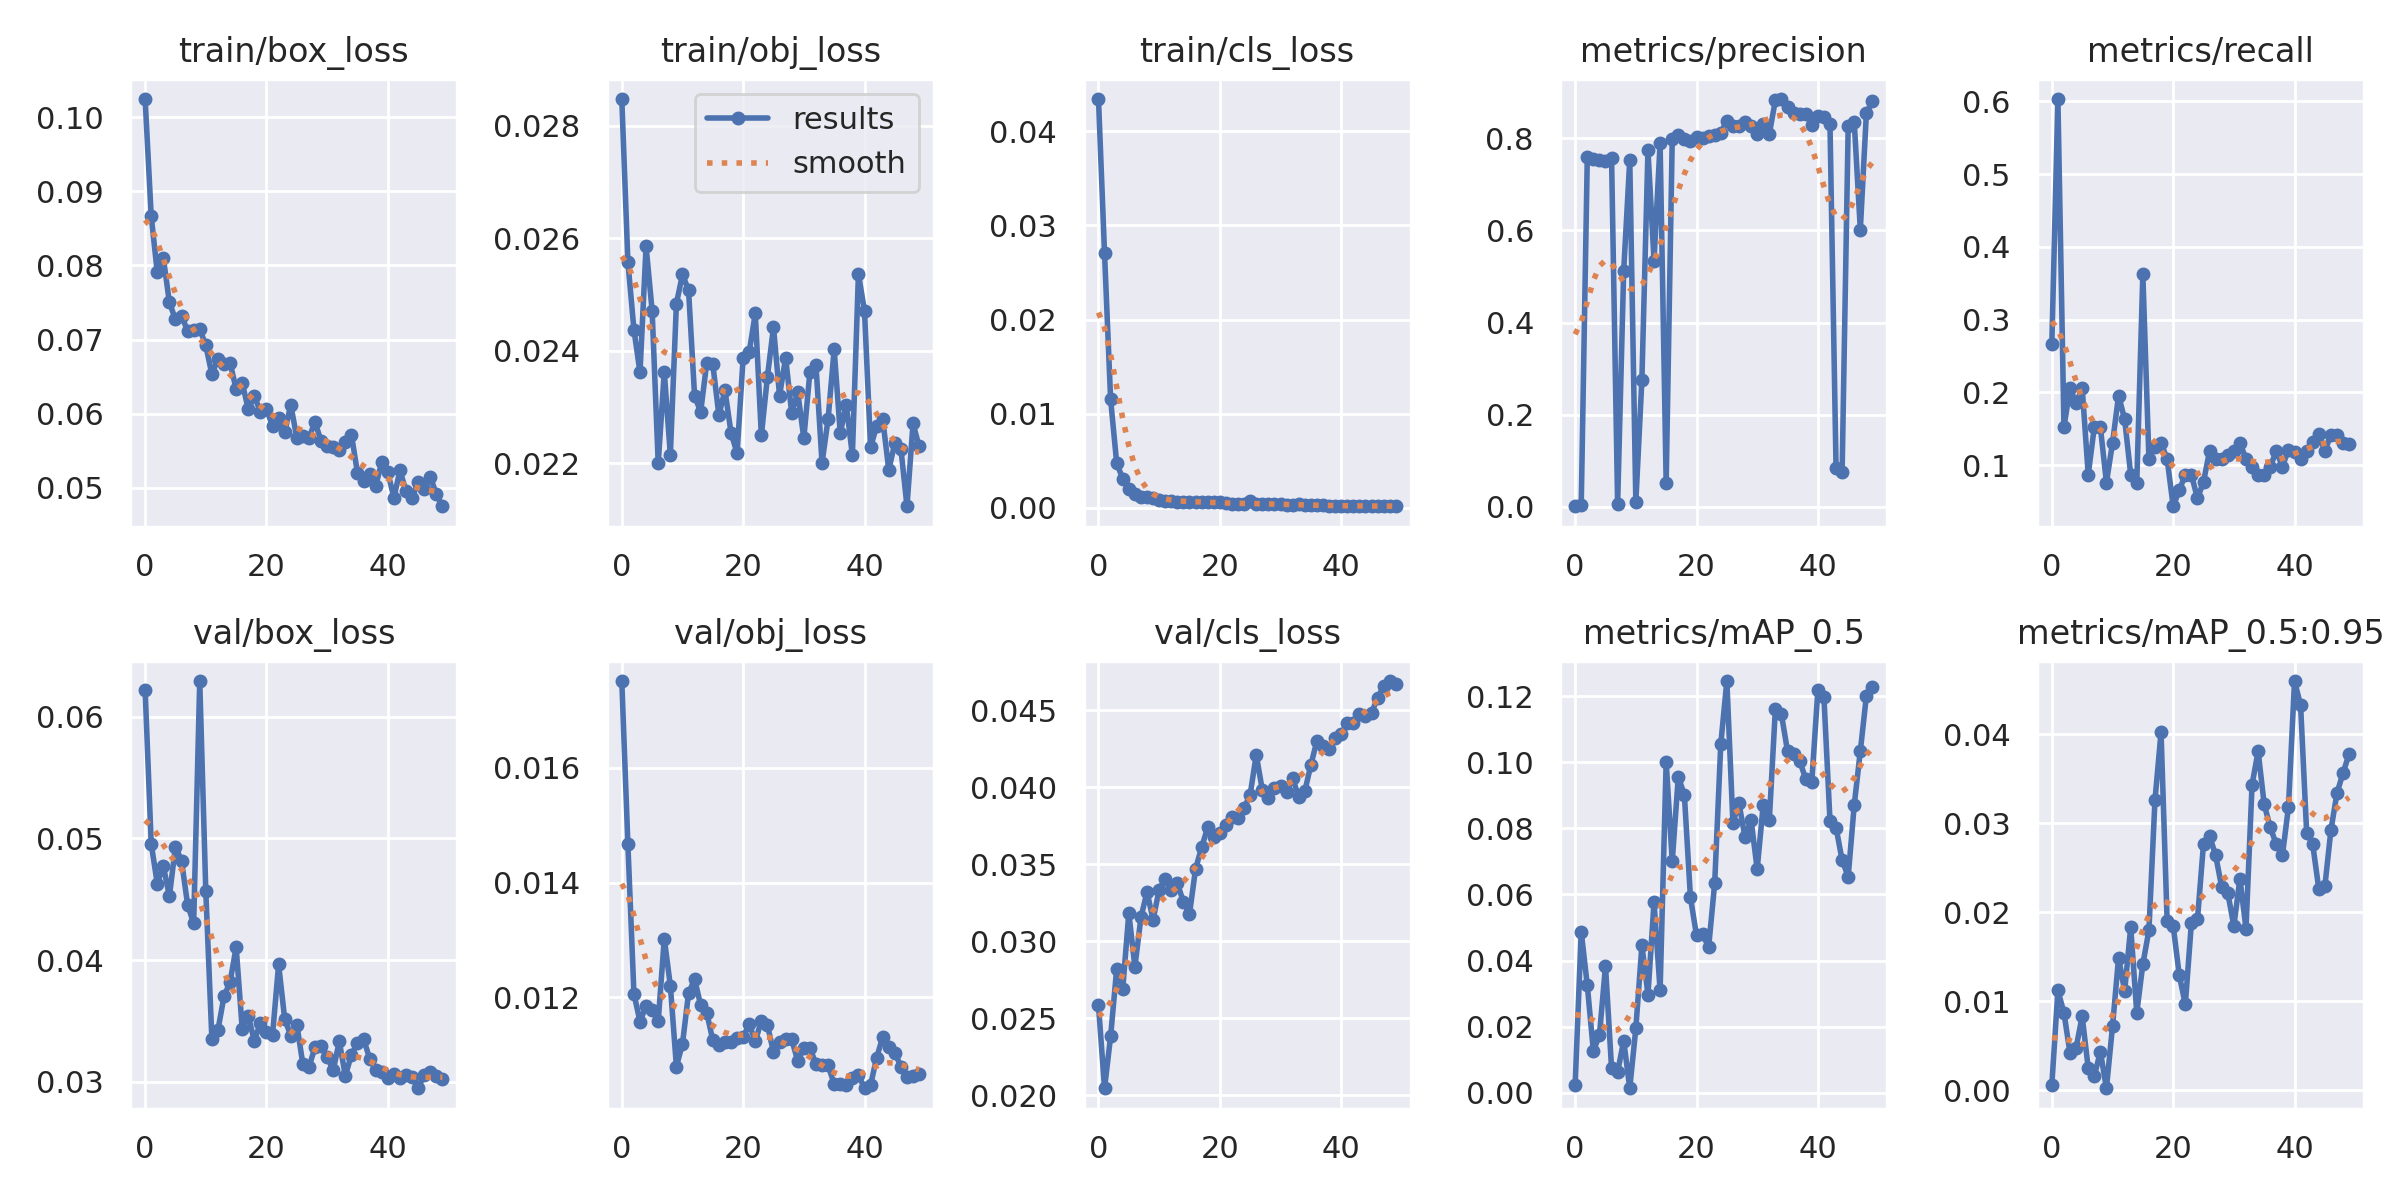 train/box_loss
0.10
0.09
0.08
0.07
0.06
0.05
0 20 40
train/obj_loss
results
smooth
0.028
0.026
0.024
0.022
0 20 40
train/cls_loss
0.04
0.03
0.02
0.01
0.00
0 20 40
metrics/precision
0.8
0.6
0.4
0.2
0.0
0 20 40
metrics/recall
0.6
0.5
0.4
0.3
0.2
0.1
0 20 40
val/box_loss
0.06
0.05
0.04
0.03
0 20 40
val/obj_loss
0.016
0.014
0.012
0 20 40
val/cls_loss
0.045
0.040
0.035
0.030
0.025
0.020
0 20 40
metrics/mAP_0.5
0.12
0.10
0.08
0.06
0.04
0.02
0.00
0 20 40
metrics/mAP_0.5:0.95
0.04
0.03
0.02
0.01
0.00
0 20 40